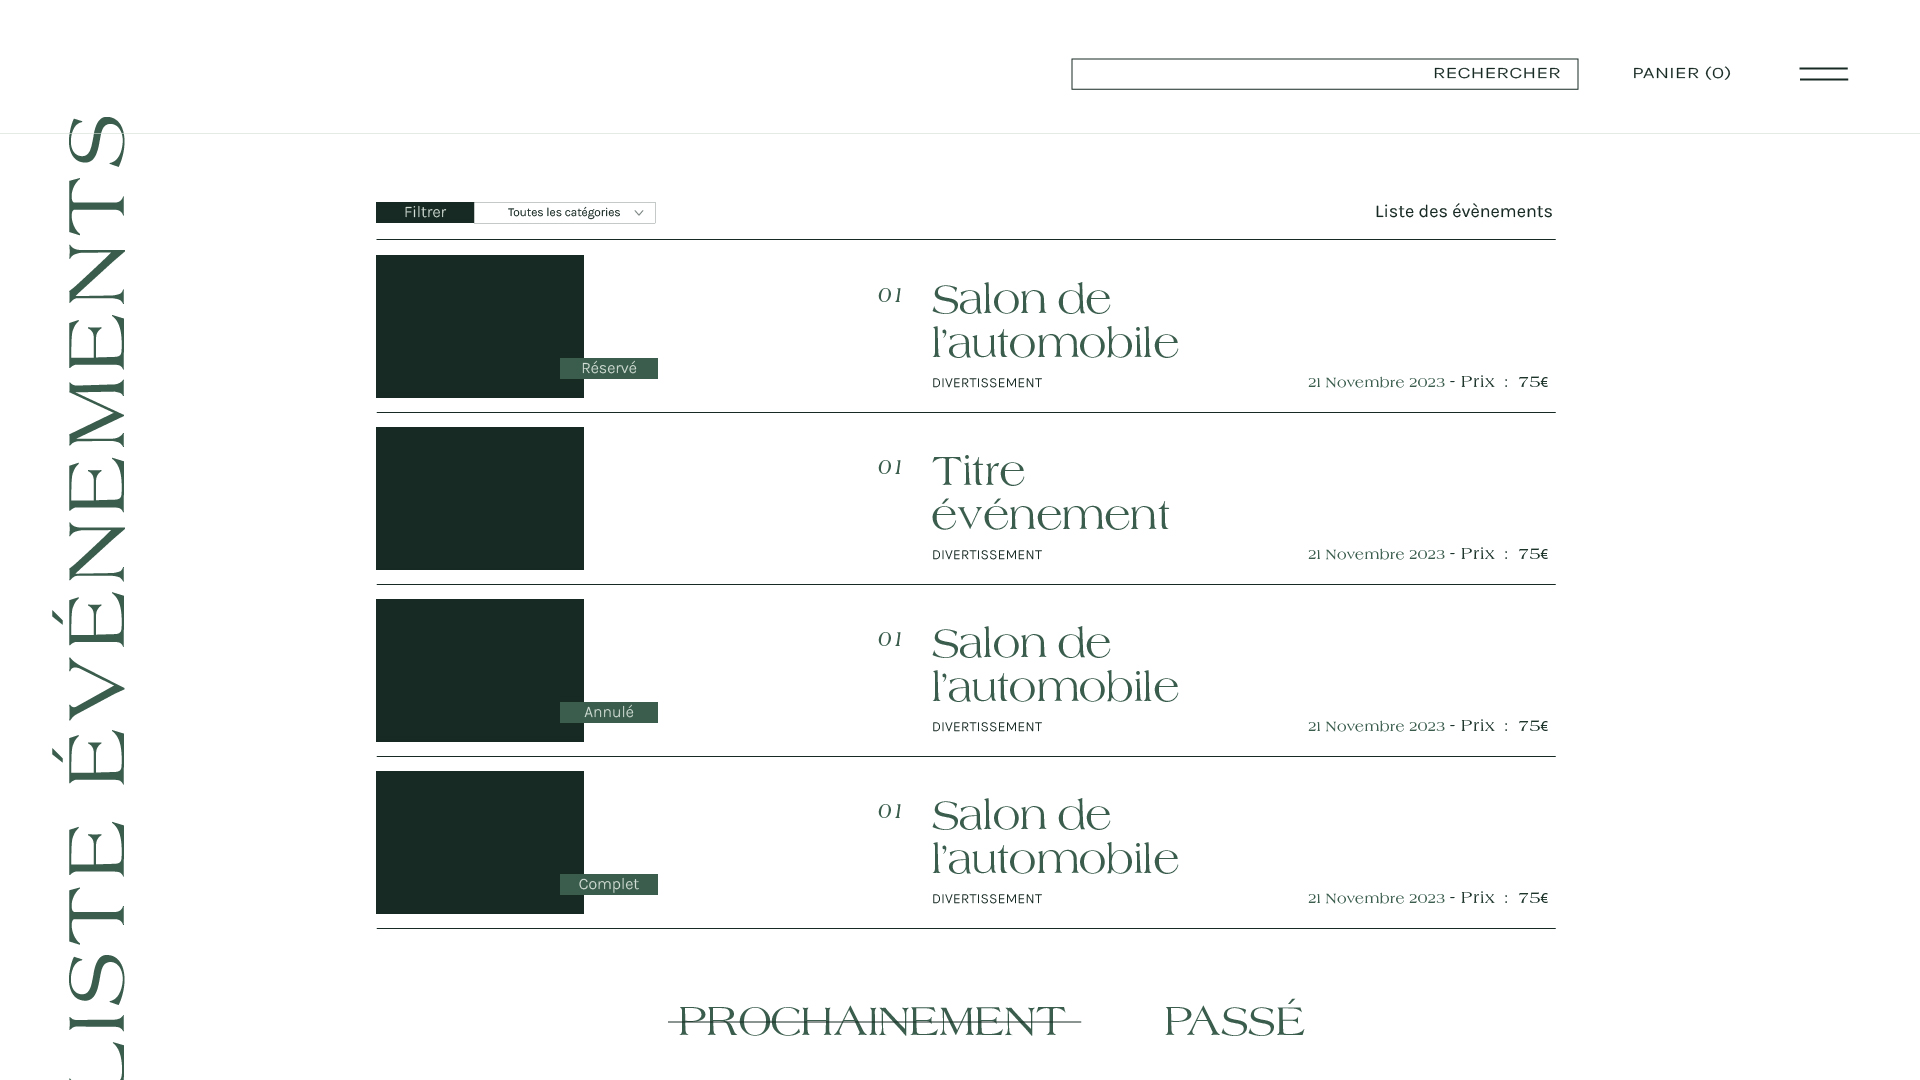 RECHERCHER
PANIER (0)
LISTE ÉVÉNEMENTS
Filtrer
Toutes les catégories
Liste des évènements
01
Salon de
l’automobile
Réservé
DIVERTISSEMENT
21 Novembre 2023 - Prix : 75€
01
Titre
événement
DIVERTISSEMENT
21 Novembre 2023 - Prix : 75€
01
Salon de
l’automobile
Annulé
DIVERTISSEMENT
21 Novembre 2023 - Prix : 75€
01
Salon de
l’automobile
Complet
DIVERTISSEMENT
21 Novembre 2023 - Prix : 75€
PROCHAINEMENT
PASSÉ